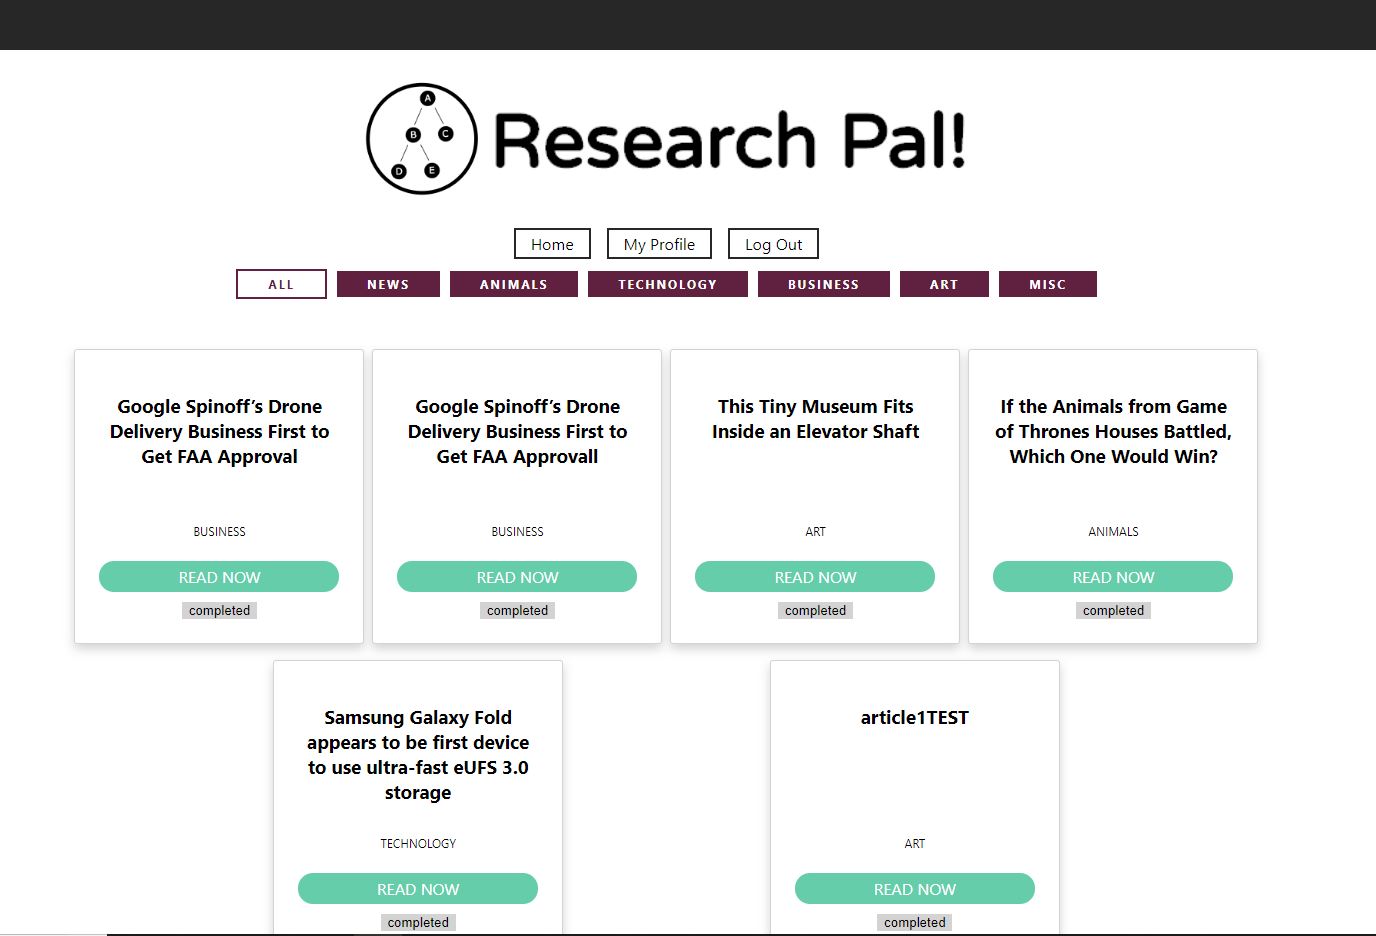 A
B C
D E
Research Pal!
Home My Profile Log Out
ALL NEWS ANIMALS TECHNOLOGY BUSINESS ART MISC
Google Spinoff’s Drone
Delivery Business First to
Get FAA Approval
BUSINESS
READ NOW
completed
Google Spinoff’s Drone
Delivery Business First to
Get FAA Approvall
BUSINESS
READ NOW
completed
This Tiny Museum Fits
Inside an Elevator Shaft
ART
READ NOW
completed
If the Animals from Game
of Thrones Houses Battled,
Which One Would Win?
ANIMALS
READ NOW
completed
Samsung Galaxy Fold
appears to be first device
to use ultra-fast eUFS 3.0
storage
TECHNOLOGY
READ NOW
completed
article1TEST
ART
READ NOW
completed